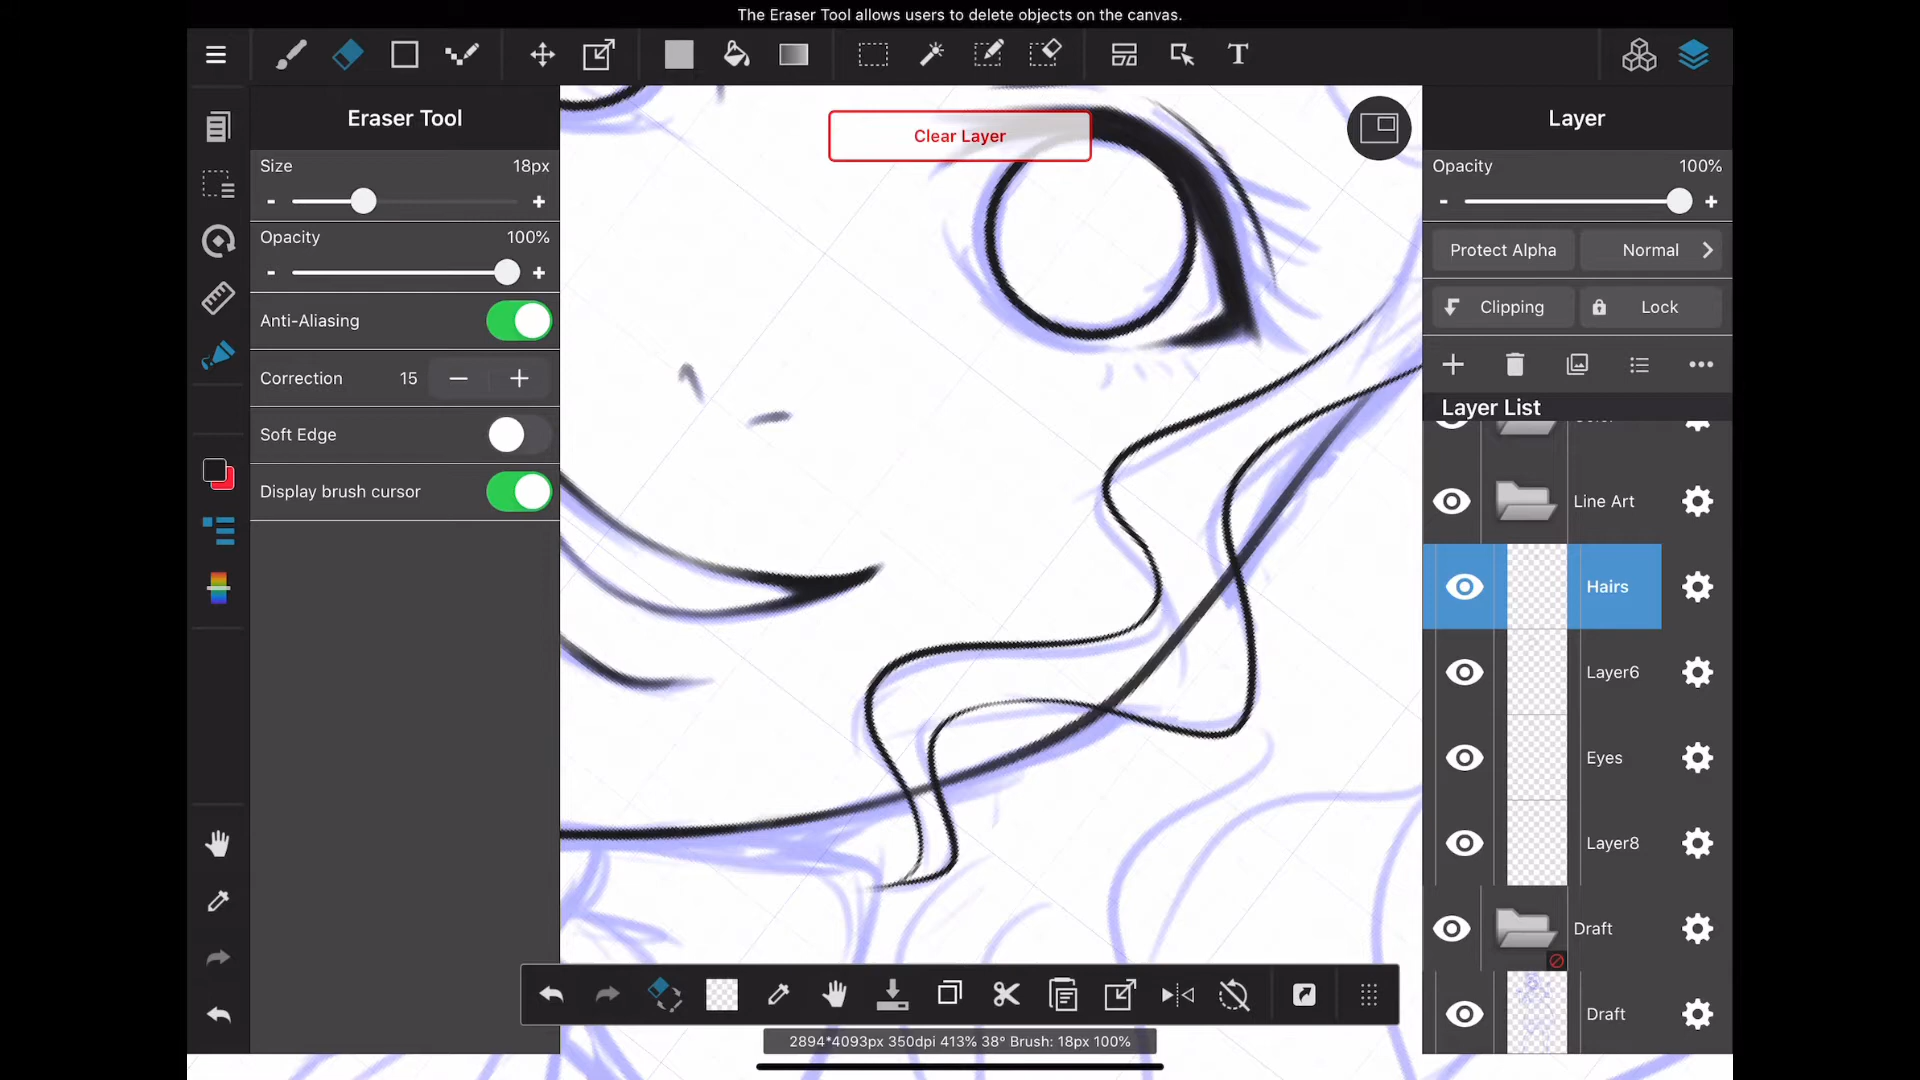 The Eraser Tool allows users to delete objects on the canvas.
T
Eraser Tool
Size 18px
Opacity 100%
Anti-Aliasing
Correction 15
Soft Edge
Display brush cursor
Clear Layer
Layer
Opacity 100%
Protect Alpha Normal
Clipping Lock
Layer List
Line Art
Hairs
Layer6
Eyes
Layer8
Draft
Draft
2894*4093px 350dpi 413% 38° Brush: 18px 100%